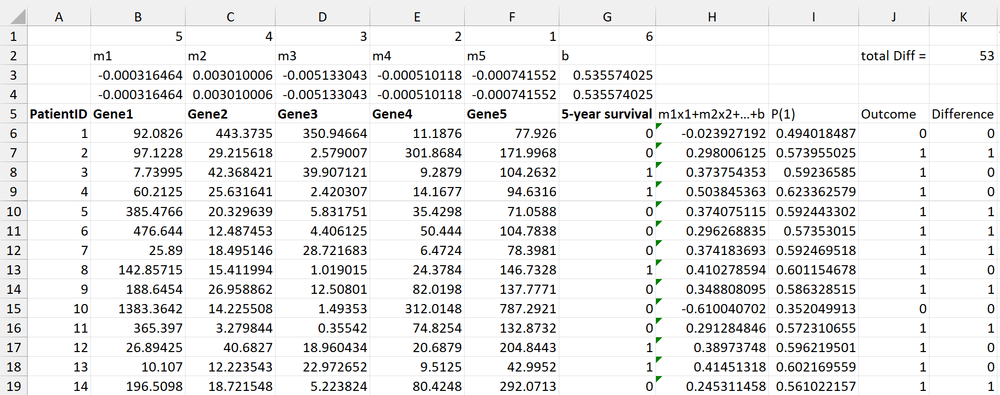 A B C D E F G H I J K
1 5 4 3 2 1 6
2 m1 m2 m3 m4 m5 b total Diff = 53
3 -0.000316464 0.003010006 -0.005133043 -0.000510118 -0.000741552 0.535574025
4 -0.000316464 0.003010006 -0.005133043 -0.000510118 -0.000741552 0.535574025
5 PatientID Gene1 Gene2 Gene3 Gene4 Gene5 5-year survival m1x1+m2x2+...+b P(1) Outcome Difference
6 1 92.0826 443.3735 350.94664 11.1876 77.926 0 -0.023927192 0.494018487 0 0
7 2 97.1228 29.215618 2.579007 301.8684 171.9968 0 0.298006125 0.573955025 1 1
8 3 7.73995 42.368421 39.907121 9.2879 104.2632 1 0.373754353 0.59236585 1 0
9 4 60.2125 25.631641 2.420307 14.1677 94.6316 1 0.503845363 0.623362579 1 0
10 5 385.4766 20.329639 5.831751 35.4298 71.0588 0 0.374075115 0.592443302 1 1
11 6 476.644 12.487453 4.406125 50.444 104.7838 0 0.296268835 0.57353015 1 1
12 7 25.89 18.495146 28.721683 6.4724 78.3981 0 0.374183693 0.592469518 1 1
13 8 142.85715 15.411994 1.019015 24.3784 146.7328 1 0.410278594 0.601154678 1 0
14 9 188.6454 26.958862 12.50801 82.0198 137.7771 0 0.348808095 0.586328515 1 1
15 10 1383.3642 14.225508 1.49353 312.0148 787.2921 0 -0.610040702 0.352049913 0 0
16 11 365.397 3.279844 0.35542 74.8254 132.8732 0 0.291284846 0.572310655 1 1
17 12 26.89425 40.6827 18.960434 20.6879 204.8443 1 0.38973748 0.596219501 1 0
18 13 10.107 12.223543 22.972652 9.5125 42.9952 1 0.41451318 0.602169559 1 0
19 14 196.5098 18.721548 5.223824 80.4248 292.0713 0 0.245311458 0.561022157 1 1